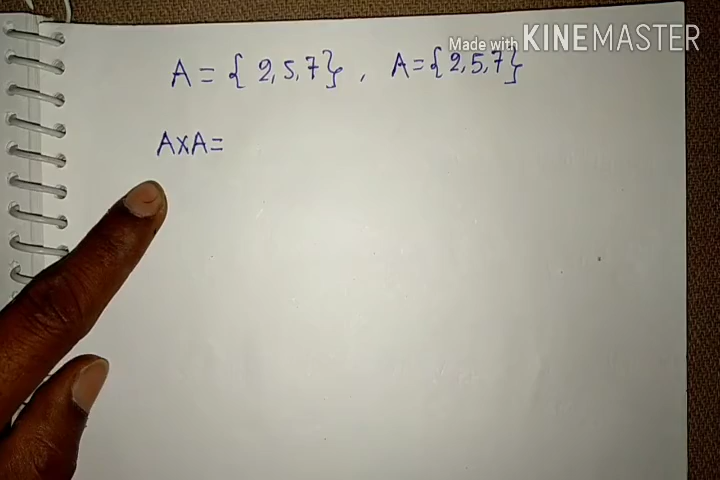 Made with KINEMASTER
A = { 2, 5, 7 } , A = { 2, 5, 7 }
A×A=